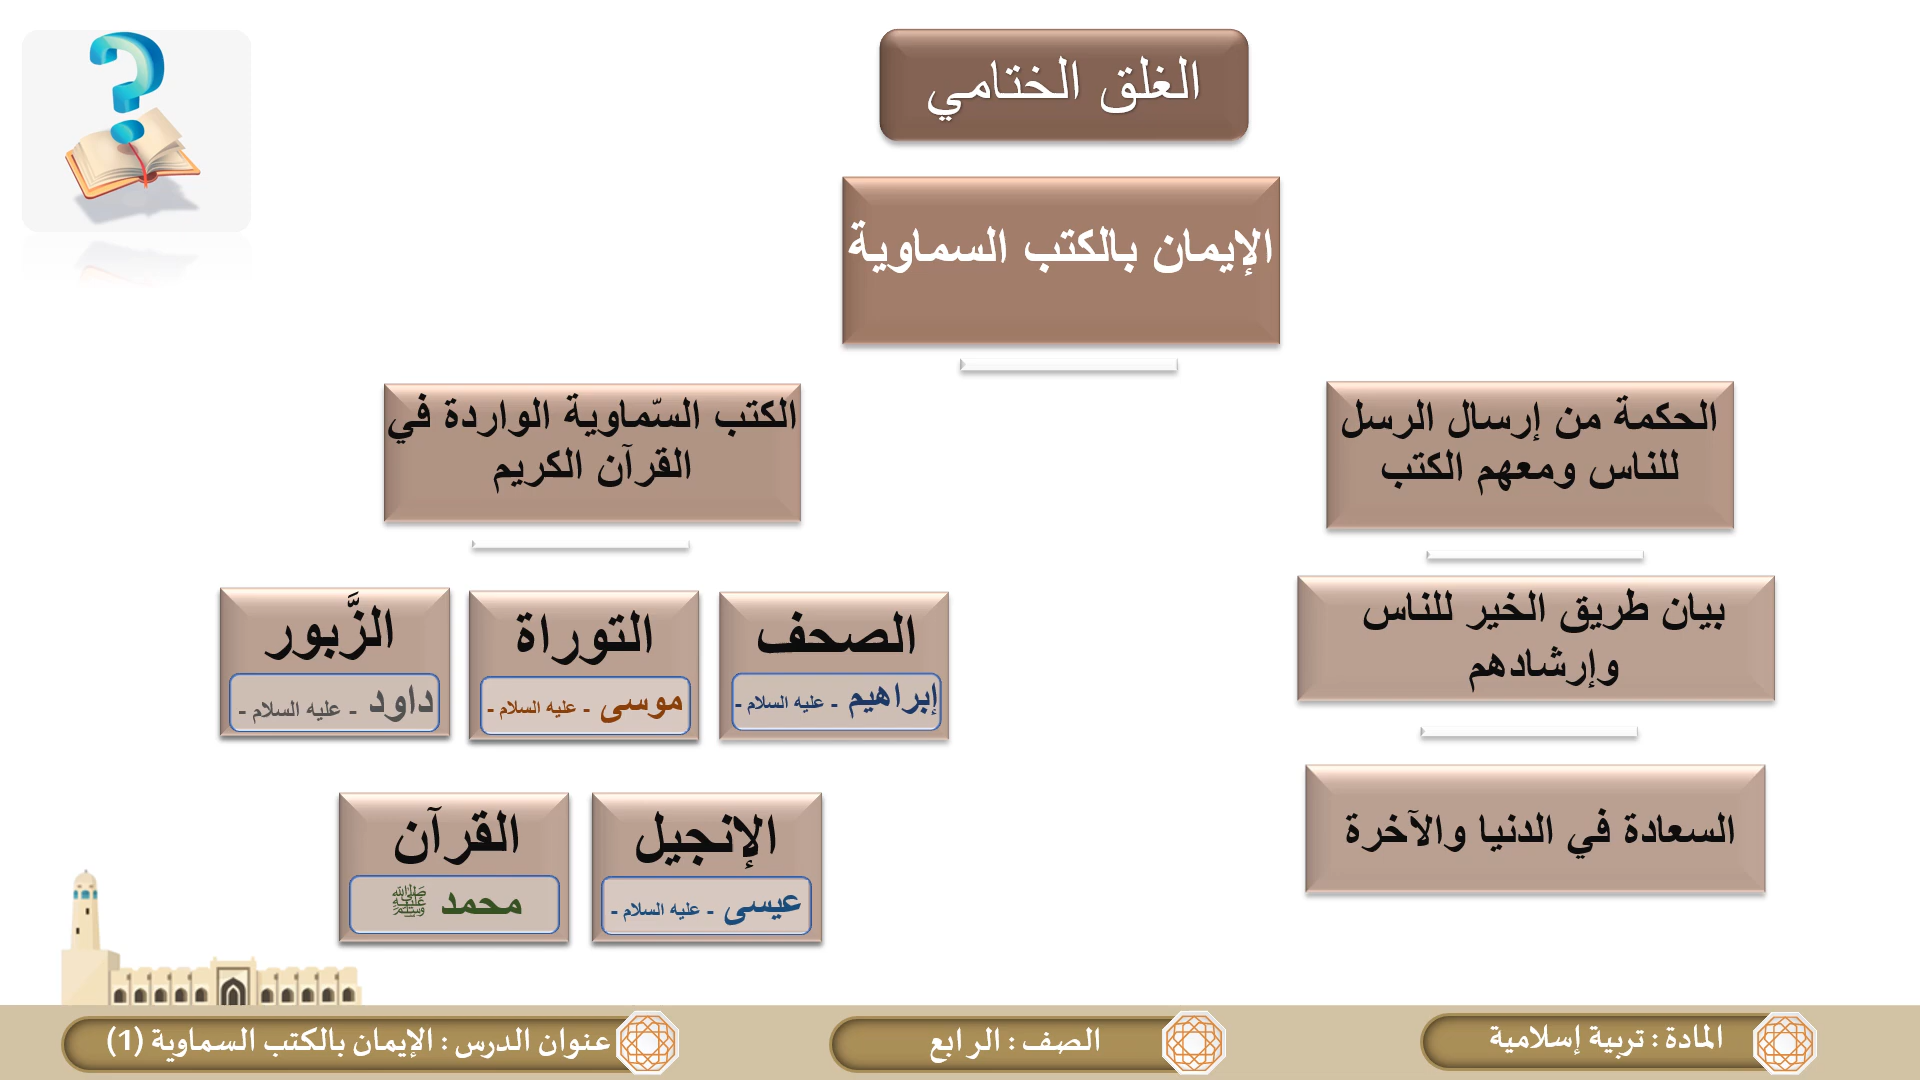 الغلق الختامي
الإيمان بالكتب السماوية
الحكمة من إرسال الرسل
للناس ومعهم الكتب
بيان طريق الخير للناس
وإرشادهم
السعادة في الدنيا والآخرة
الكتب السّماوية الواردة في
القرآن الكريم
الصحف
إبراهيم - عليه السلام -
التوراة
موسى - عليه السلام -
الزَّبور
داود - عليه السلام -
الإنجيل
عيسى - عليه السلام -
القرآن
محمد ﷺ
المادة : تربية إسلامية
الصف : الرابع
عنوان الدرس : الإيمان بالكتب السماوية (1)